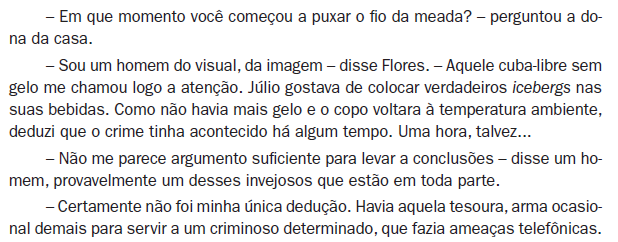 – Em que momento você começou a puxar o fio da meada? – perguntou a do-
na da casa.
– Sou um homem do visual, da imagem – disse Flores. – Aquele cuba-libre sem
gelo me chamou logo a atenção. Júlio gostava de colocar verdadeiros icebergs nas
suas bebidas. Como não havia mais gelo e o copo voltara à temperatura ambiente,
deduzi que o crime tinha acontecido há algum tempo. Uma hora, talvez...
– Não me parece argumento suficiente para levar a conclusões – disse um ho-
mem, provavelmente um desses invejosos que estão em toda parte.
– Certamente não foi minha única dedução. Havia aquela tesoura, arma ocasio-
nal demais para servir a um criminoso determinado, que fazia ameaças telefônicas.